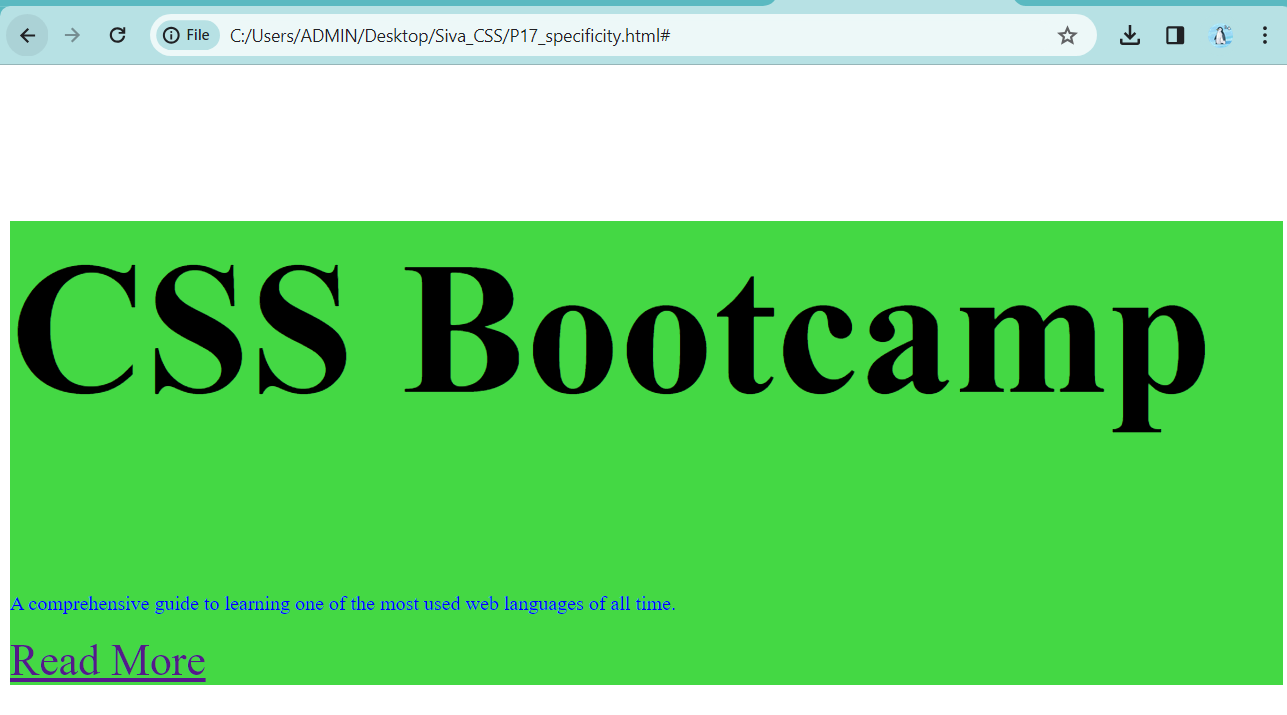 File C:/Users/ADMIN/Desktop/Siva_CSS/P17_specificity.html#
CSS Bootcamp
A comprehensive guide to learning one of the most used web languages of all time.
Read More